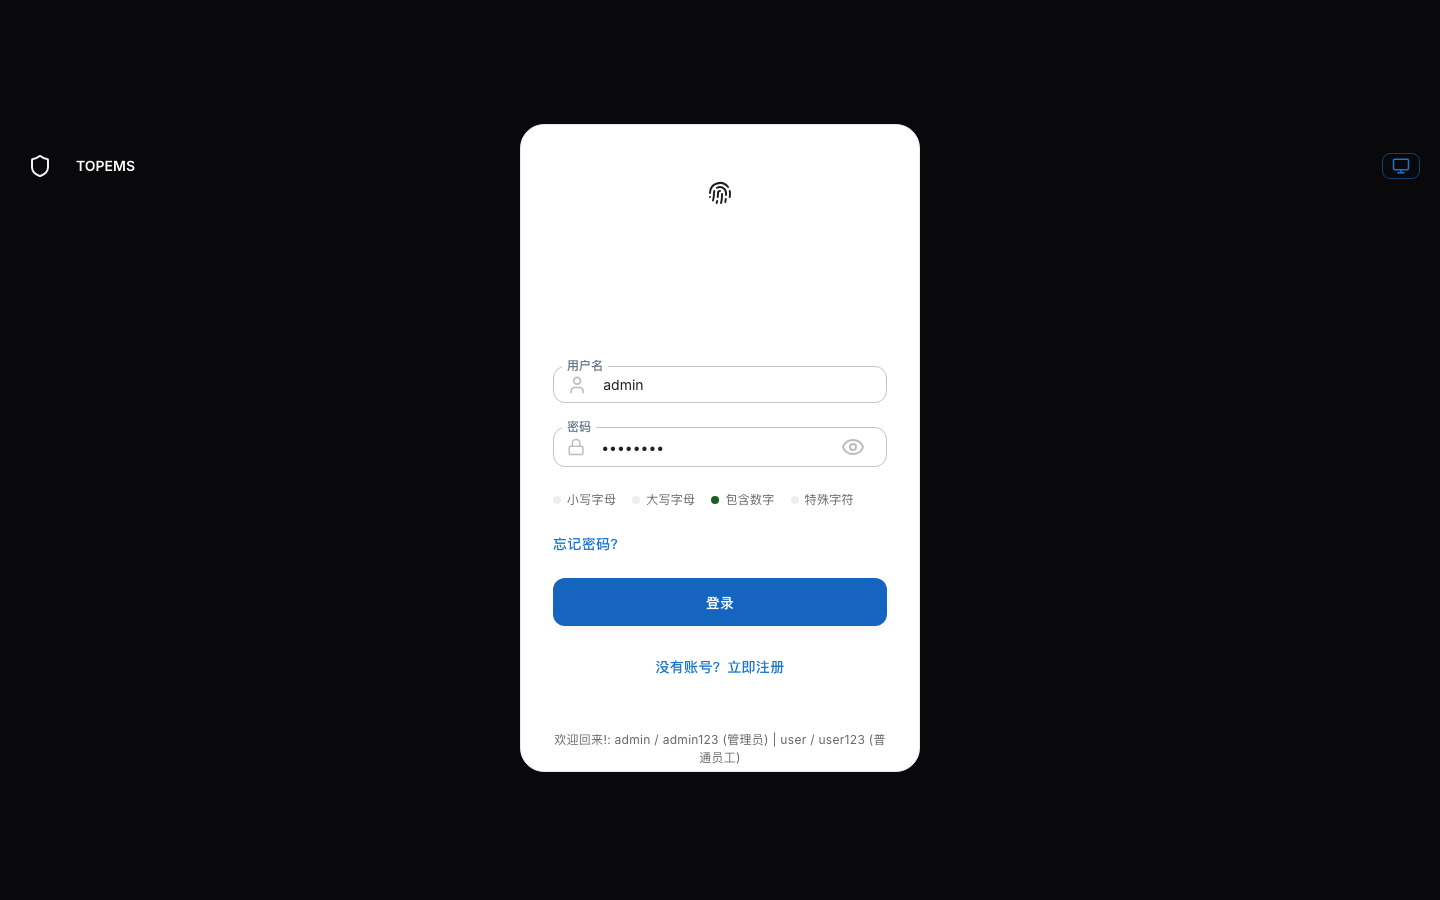 TOPEMS
用户名
admin
密码
••••••••
小写字母 大写字母 包含数字 特殊字符
忘记密码?
登录
没有账号? 立即注册
欢迎回来!: admin / admin123 (管理员) | user / user123 (普
通员工)